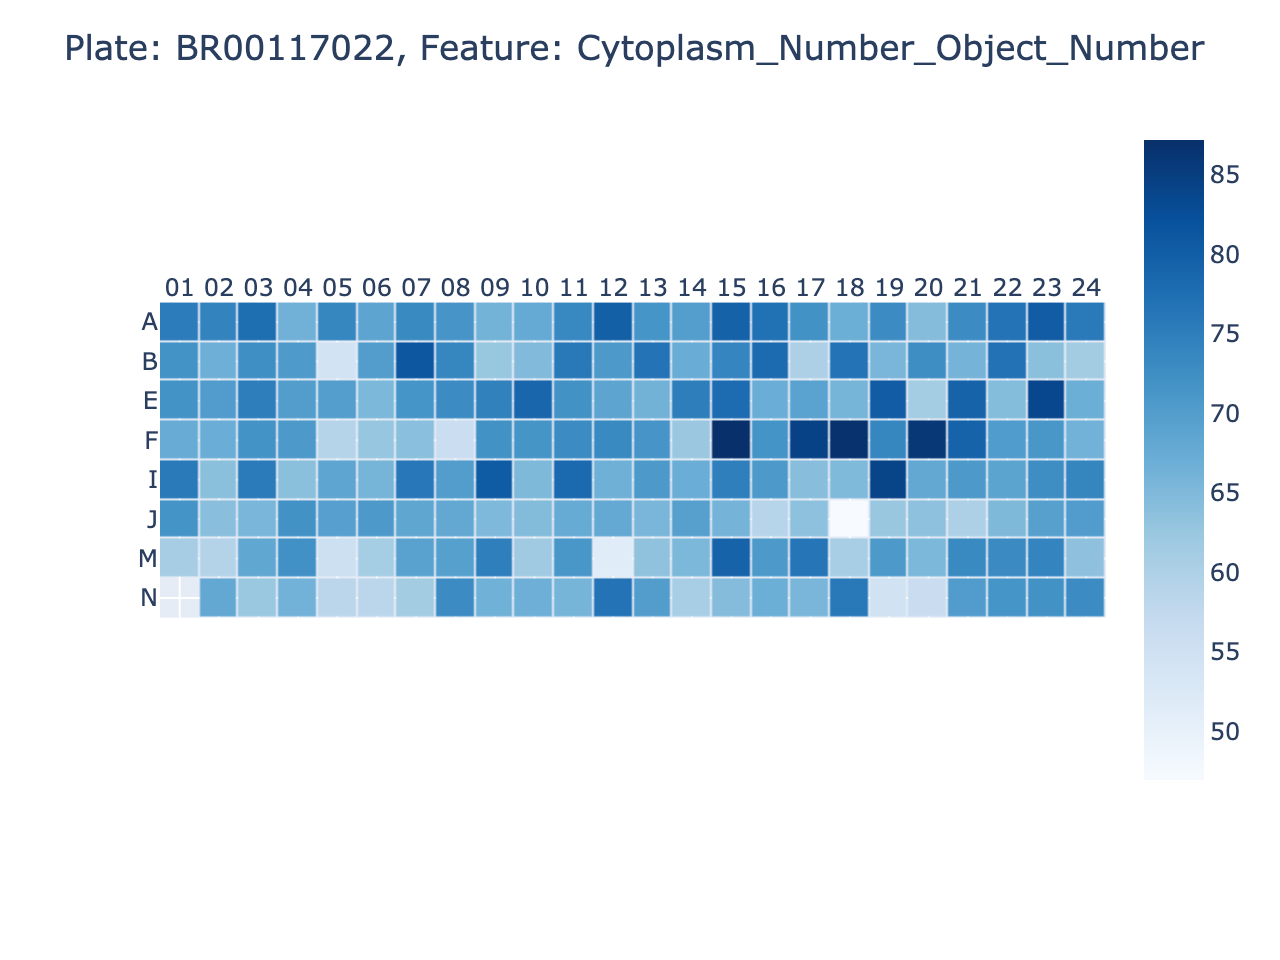 Plate: BR00117022, Feature: Cytoplasm_Number_Object_Number
01 02 03 04 05 06 07 08 09 10 11 12 13 14 15 16 17 18 19 20 21 22 23 24
A
B
E
F
I
J
M
N
85
80
75
70
65
60
55
50